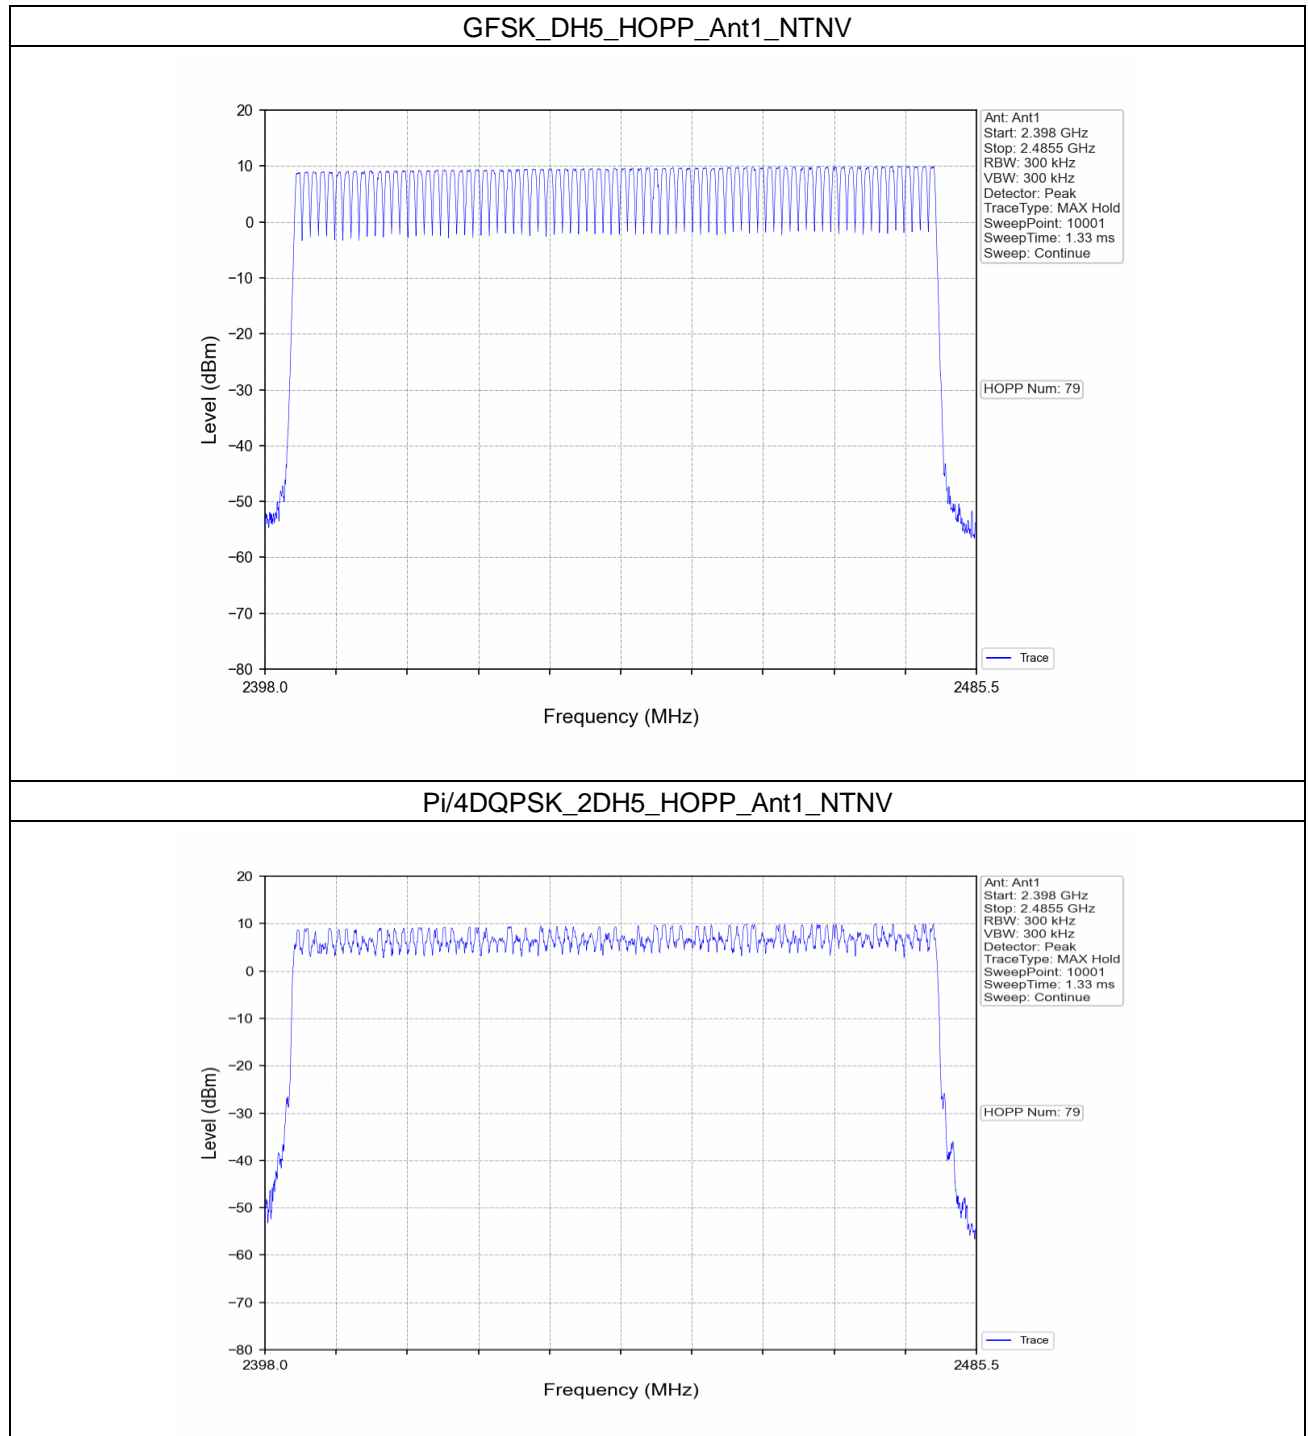 GFSK_DH5_HOPP_Ant1_NTNV
20
10
0
−10
−20
−30
−40
−50
−60
−70
−80
Level (dBm)
2398.0
2485.5
Frequency (MHz)
Ant: Ant1
Start: 2.398 GHz
Stop: 2.4855 GHz
RBW: 300 kHz
VBW: 300 kHz
Detector: Peak
TraceType: MAX Hold
SweepPoint: 10001
SweepTime: 1.33 ms
Sweep: Continue
HOPP Num: 79
Trace
Pi/4DQPSK_2DH5_HOPP_Ant1_NTNV
20
10
0
−10
−20
−30
−40
−50
−60
−70
−80
Level (dBm)
2398.0
2485.5
Frequency (MHz)
Ant: Ant1
Start: 2.398 GHz
Stop: 2.4855 GHz
RBW: 300 kHz
VBW: 300 kHz
Detector: Peak
TraceType: MAX Hold
SweepPoint: 10001
SweepTime: 1.33 ms
Sweep: Continue
HOPP Num: 79
Trace